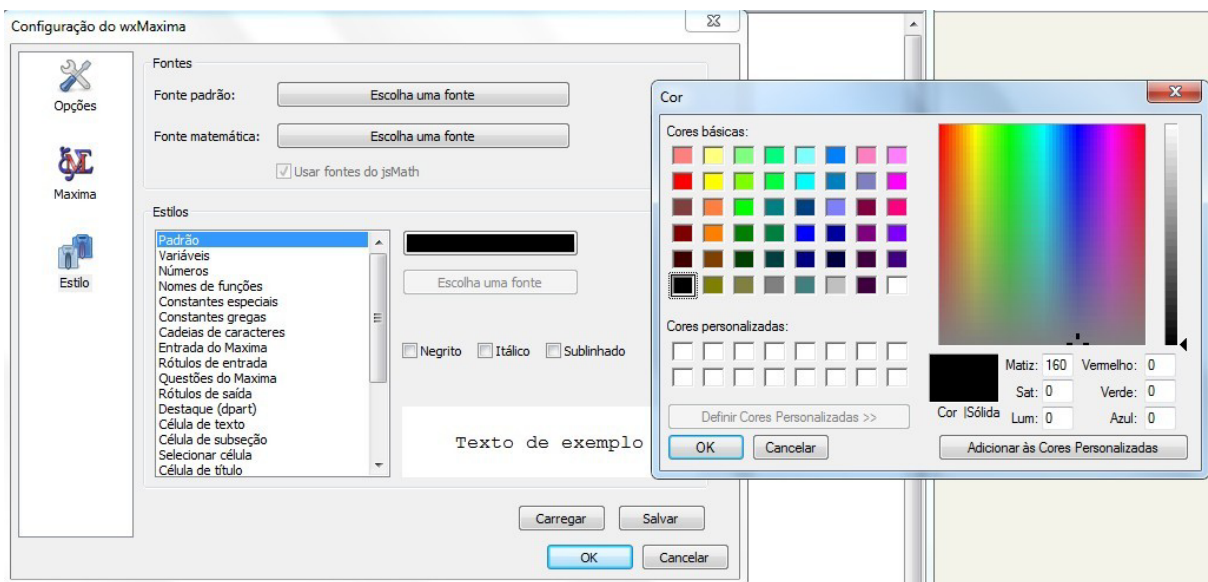 Configuração do wxMaxima
Opções
Maxima
Estilo
Fontes
Fonte padrão:
Escolha uma fonte
Fonte matemática:
Escolha uma fonte
Usar fontes do jsMath
Estilos
Padrão
Variáveis
Números
Nomes de funções
Constantes especiais
Constantes gregas
Cadeias de caracteres
Entrada do Maxima
Rótulos de entrada
Questões do Maxima
Rótulos de saída
Destaque (dpart)
Célula de texto
Célula de subseção
Selecionar célula
Célula de título
Escolha uma fonte
Negrito Itálico Sublinhado
Texto de exemplo
Carregar Salvar
OK Cancelar
Cor
Cores básicas:
Cores personalizadas:
Definir Cores Personalizadas >>
OK Cancelar
Cor |Sólida
Matiz: 160 Vermelho: 0
Sat: 0 Verde: 0
Lum: 0 Azul: 0
Adicionar às Cores Personalizadas